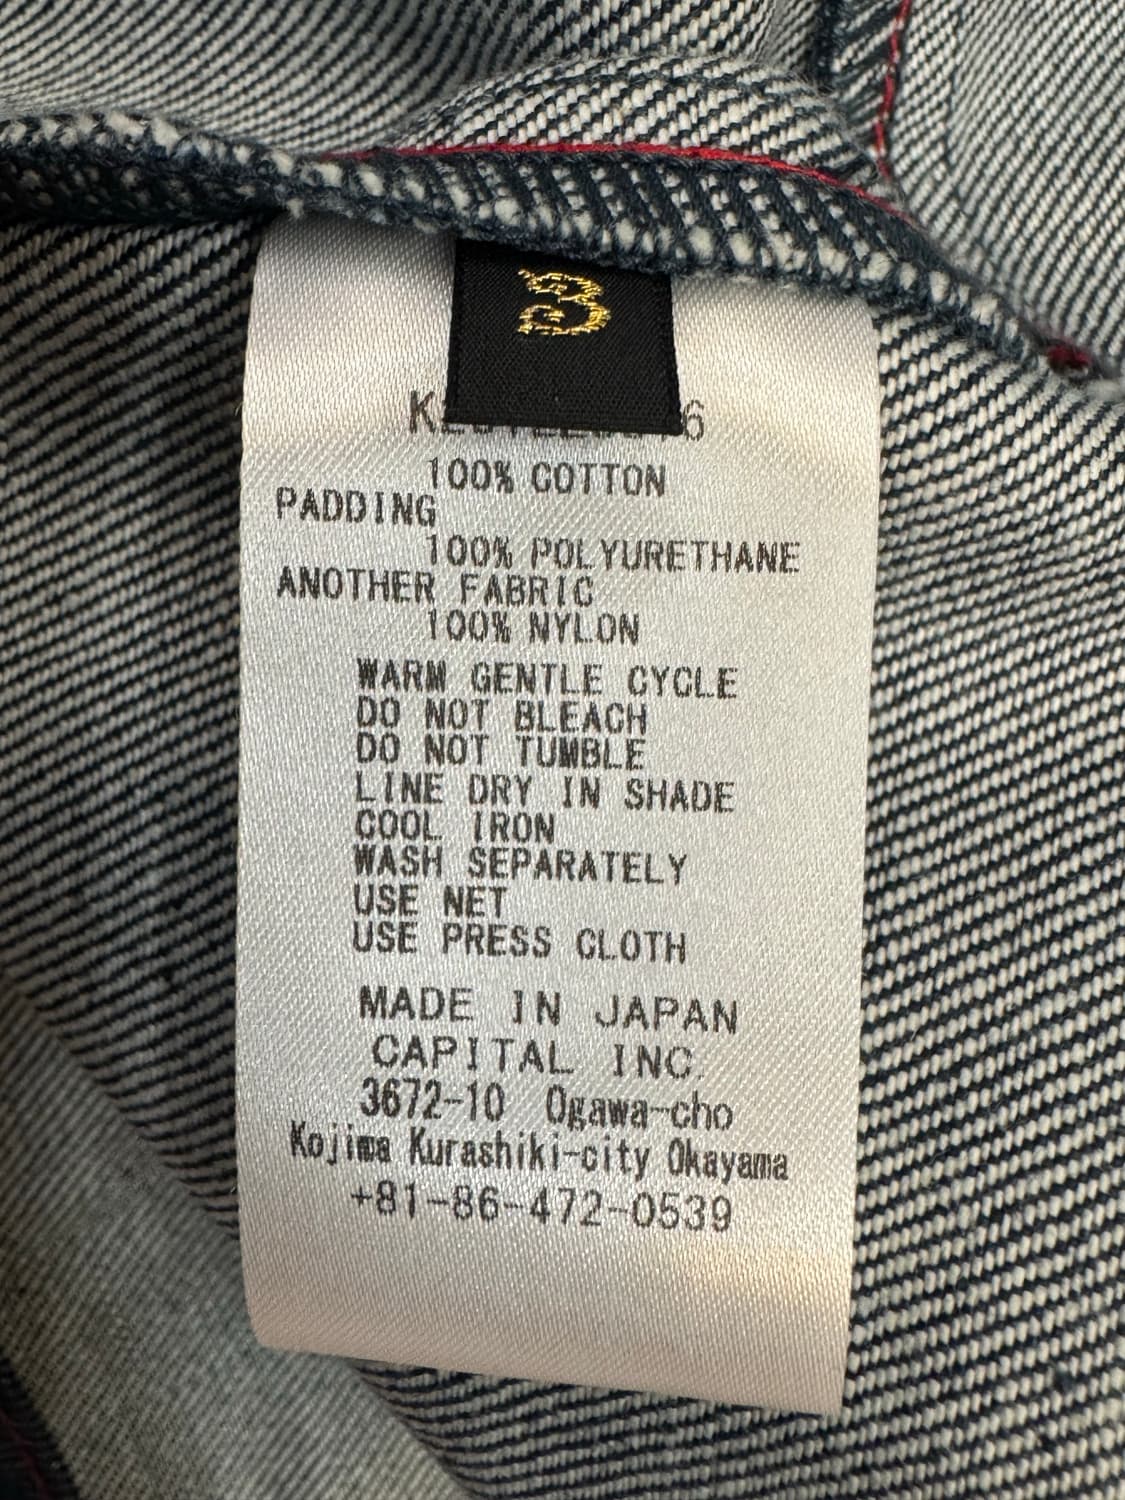 3
100% COTTON
PADDING
100% POLYURETHANE
ANOTHER FABRIC
100% NYLON
WARM GENTLE CYCLE
DO NOT BLEACH
DO NOT TUMBLE
LINE DRY IN SHADE
COOL IRON
WASH SEPARATELY
USE NET
USE PRESS CLOTH
MADE IN JAPAN
CAPITAL INC.
3672-10 Ogawa-cho
Kojima Kurashiki-city Okayama
+81-86-472-0539